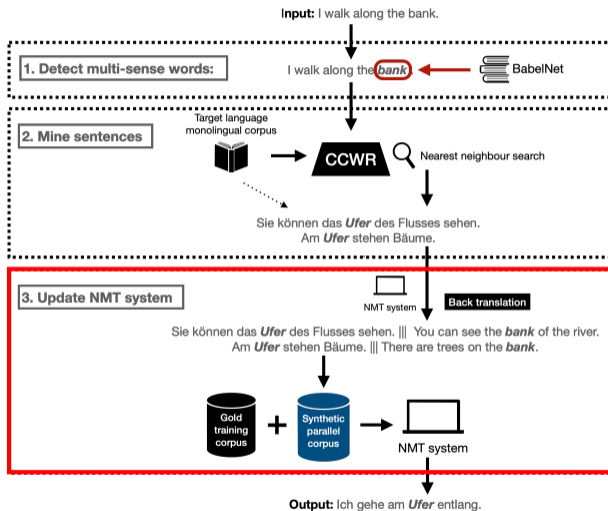 Input: I walk along the bank.
1. Detect multi-sense words:
I walk along the bank.
BabelNet
2. Mine sentences
Target language
monolingual corpus
CCWR
Nearest neighbour search
Sie können das Ufer des Flusses sehen.
Am Ufer stehen Bäume.
3. Update NMT system
NMT system
Back translation
Sie können das Ufer des Flusses sehen. ||| You can see the bank of the river.
Am Ufer stehen Bäume. ||| There are trees on the bank.
Gold
training
corpus
+
Synthetic
parallel
corpus
NMT system
Output: Ich gehe am Ufer entlang.